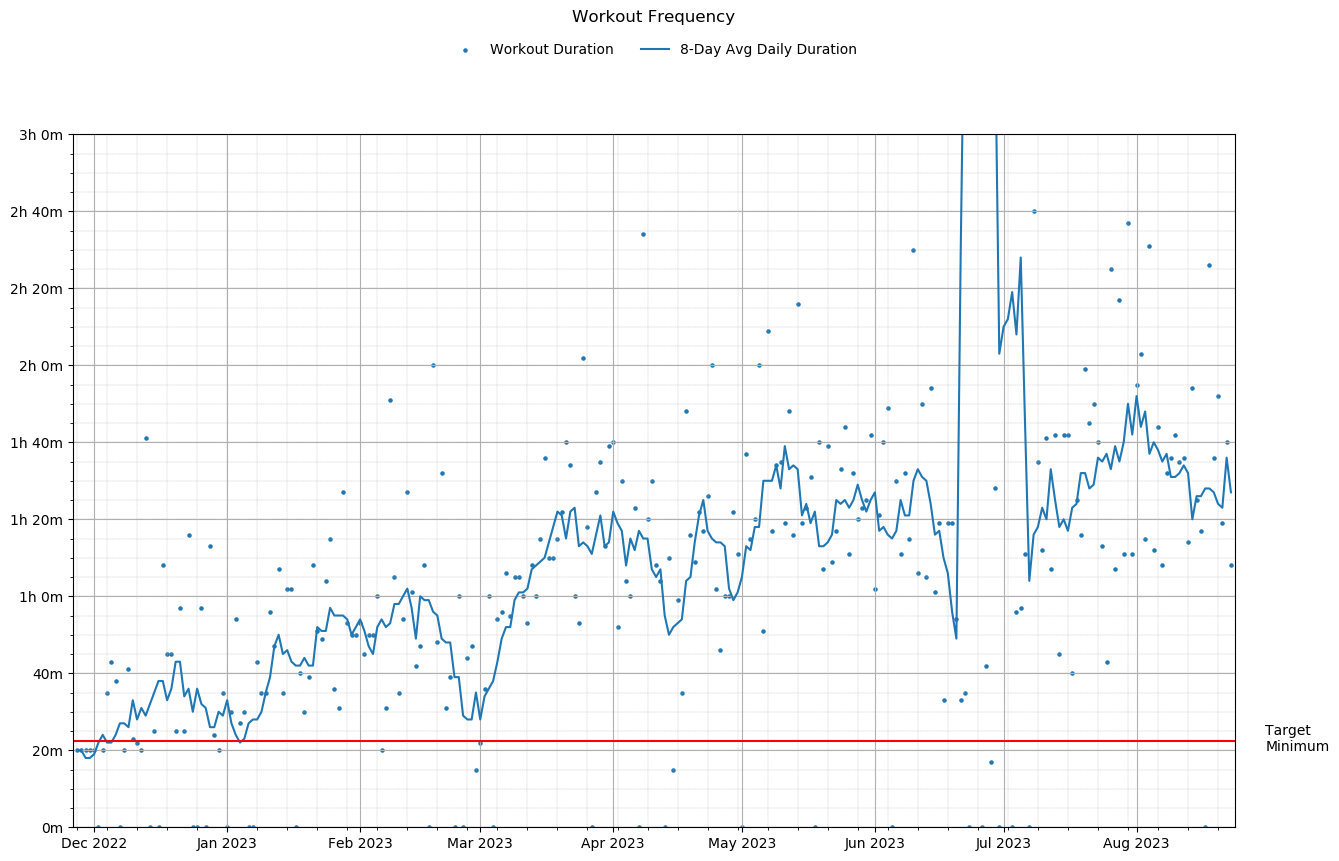 Workout Frequency
Workout Duration
8-Day Avg Daily Duration
3h 0m
2h 40m
2h 20m
2h 0m
1h 40m
1h 20m
1h 0m
40m
20m
0m
Target
Minimum
Dec 2022
Jan 2023
Feb 2023
Mar 2023
Apr 2023
May 2023
Jun 2023
Jul 2023
Aug 2023